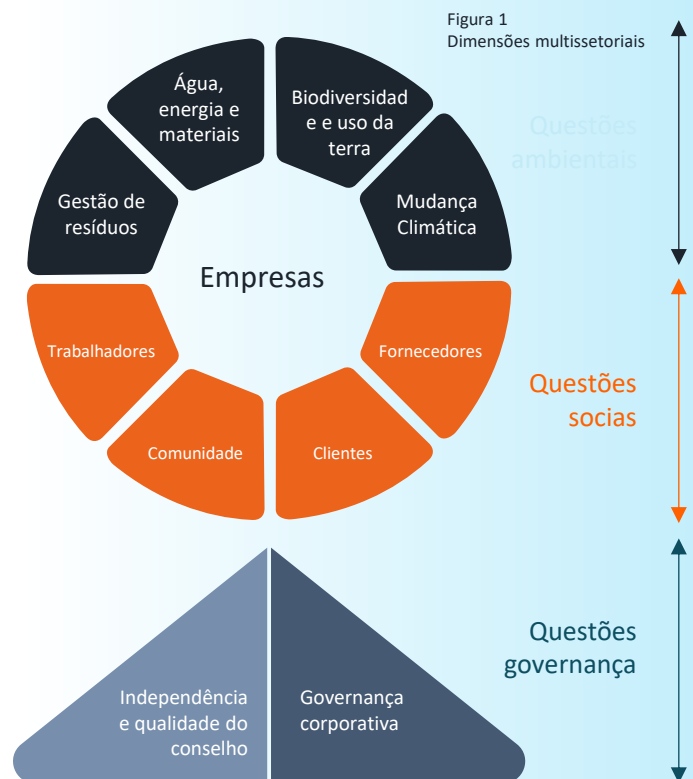 Figura 1
Dimensões multissetoriais
Água,
energia e
materiais
Biodiversidad
e e uso da
terra
Questões
ambientais
Gestão de
resíduos
Mudança
Climática
Empresas
Trabalhadores
Fornecedores
Questões
socias
Comunidade
Clientes
Questões
governança
Independência
e qualidade do
conselho
Governança
corporativa